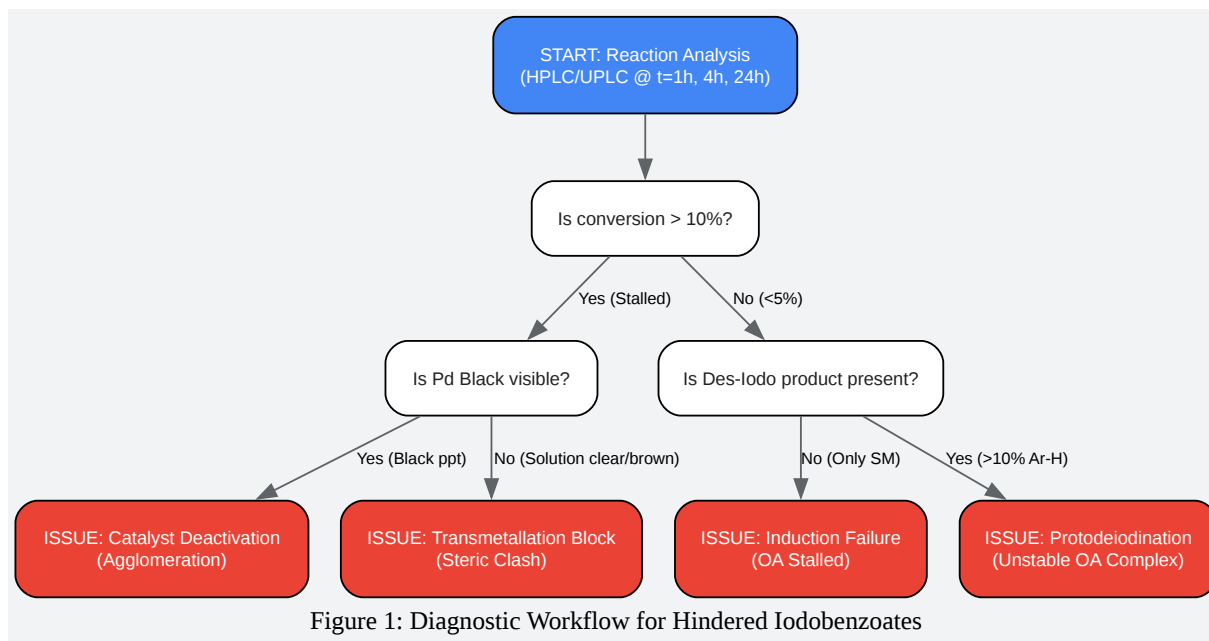 START: Reaction Analysis
(HPLC/UPLC @ t=1h, 4h, 24h)
Is conversion > 10%?
Yes (Stalled)
No (<5%)
Is Pd Black visible?
Is Des-Iodo product present?
Yes (Black ppt)
No (Solution clear/brown)
No (Only SM)
Yes (>10% Ar-H)
ISSUE: Catalyst Deactivation
(Agglomeration)
ISSUE: Transmetallation Block
(Steric Clash)
ISSUE: Induction Failure
(OA Stalled)
ISSUE: Protodeiodination
(Unstable OA Complex)
Figure 1: Diagnostic Workflow for Hindered Iodobenzoates